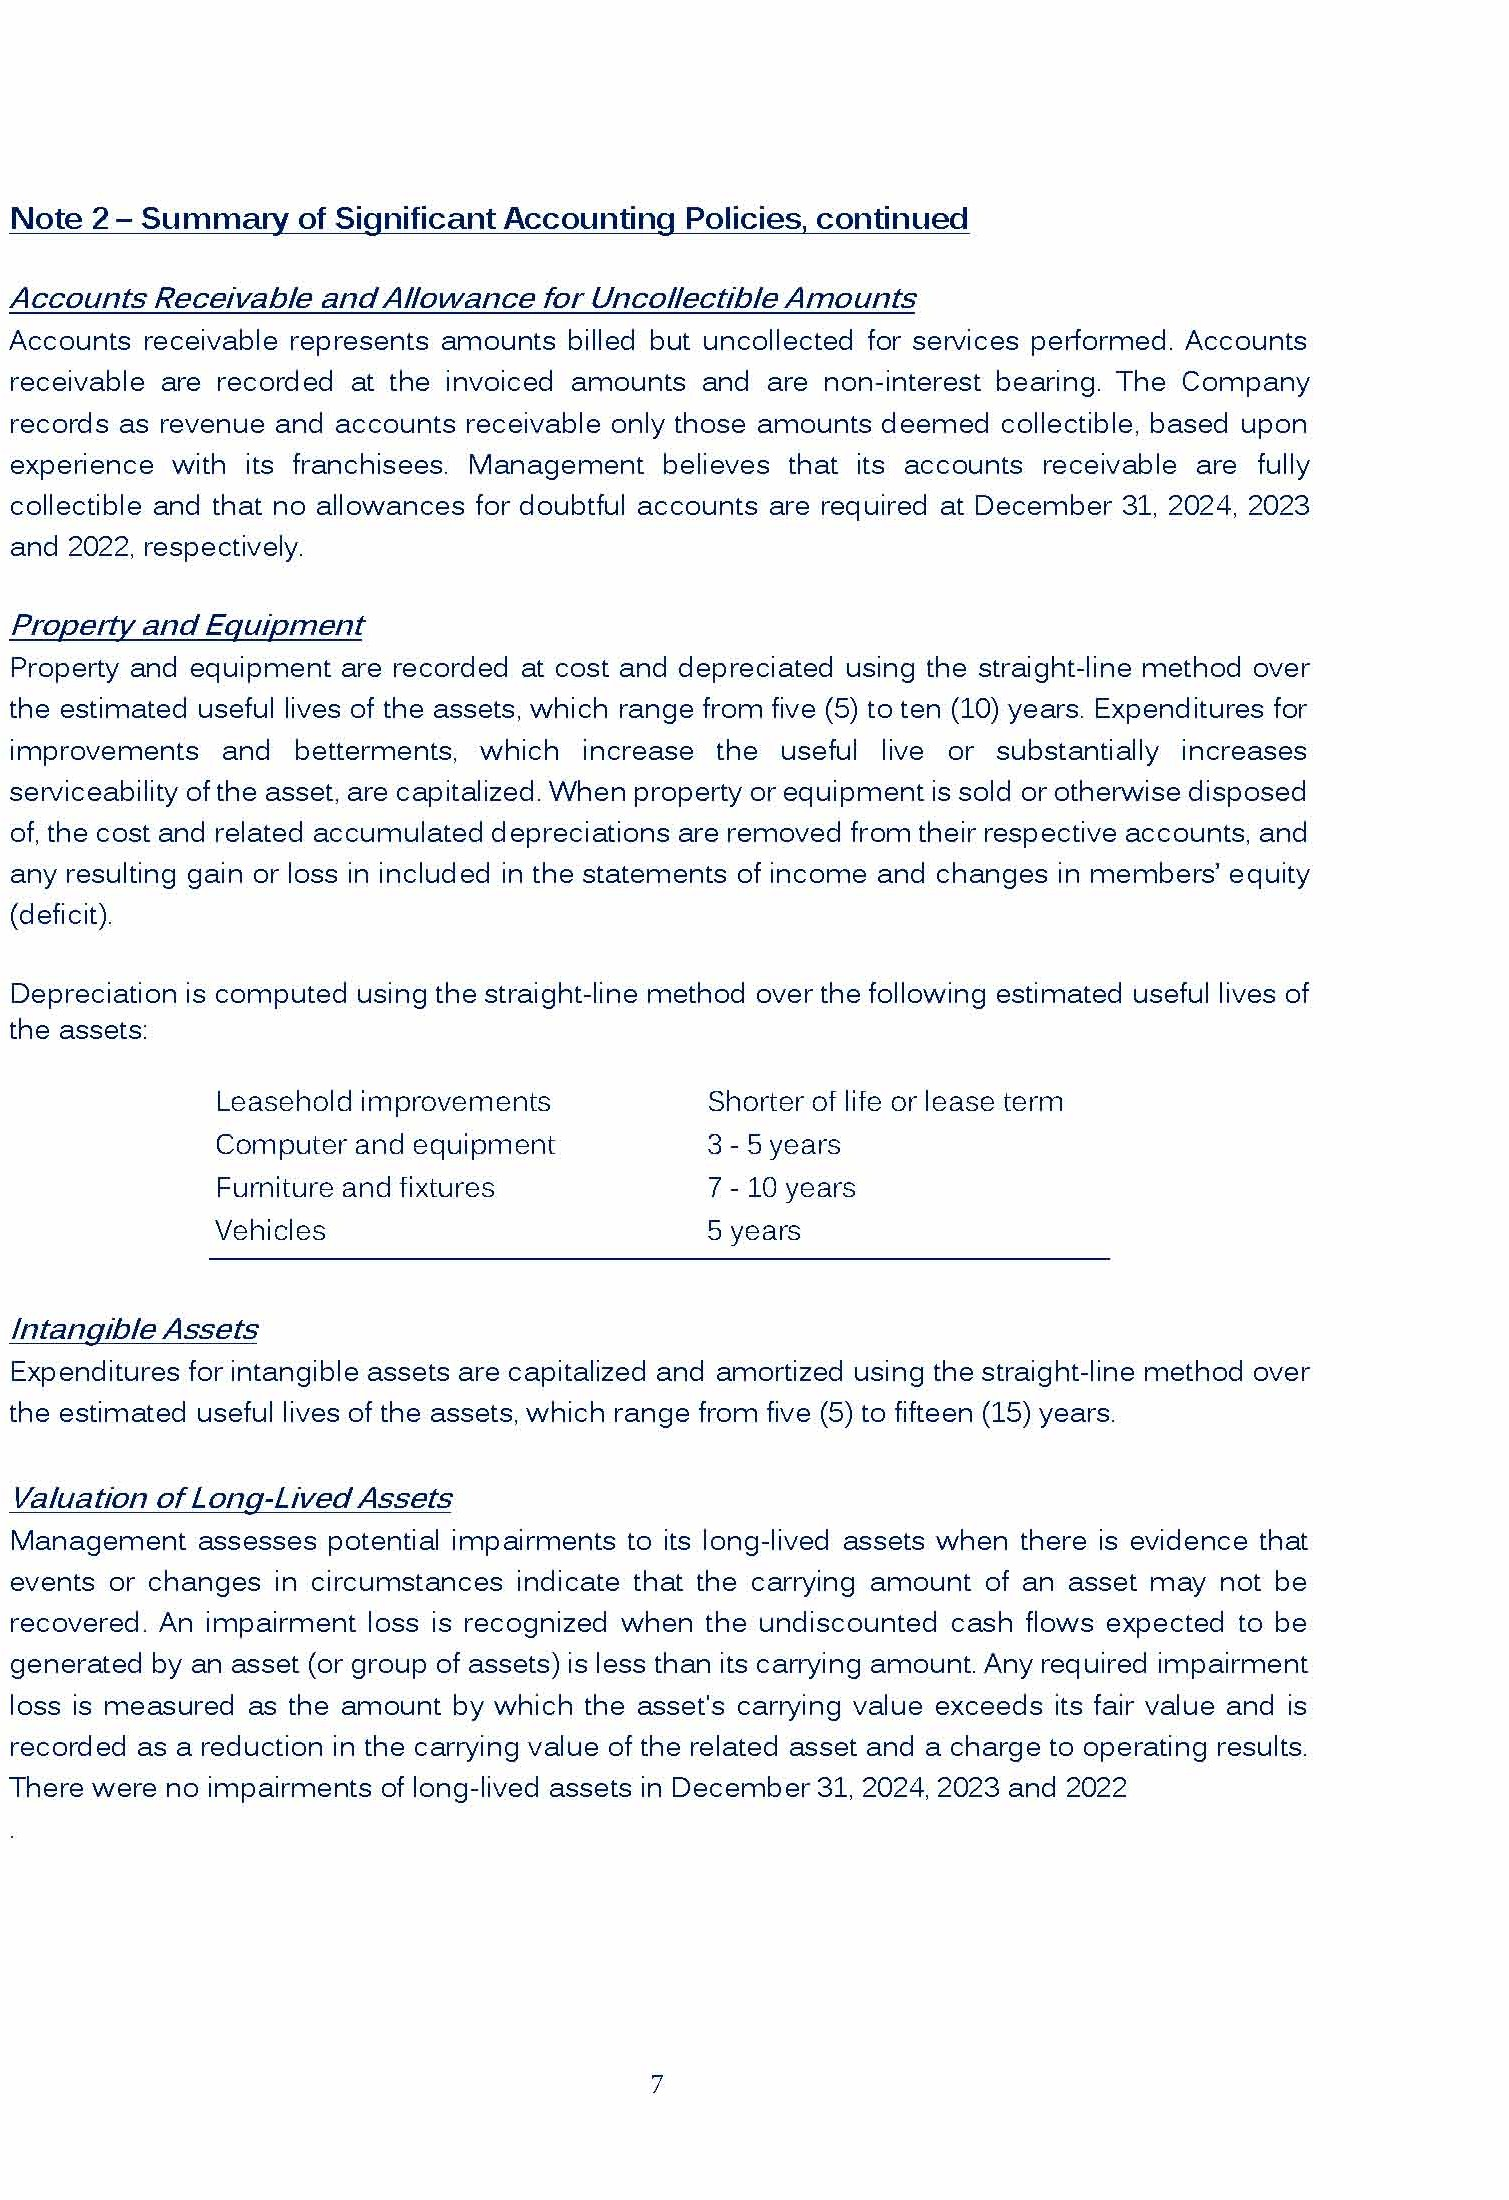 Note 2 – Summary of Significant Accounting Policies, continued
Accounts Receivable and Allowance for Uncollectible Amounts
Accounts receivable represents amounts billed but uncollected for services performed. Accounts
receivable are recorded at the invoiced amounts and are non-interest bearing. The Company
records as revenue and accounts receivable only those amounts deemed collectible, based upon
experience with its franchisees. Management believes that its accounts receivable are fully
collectible and that no allowances for doubtful accounts are required at December 31, 2024, 2023
and 2022, respectively.
Property and Equipment
Property and equipment are recorded at cost and depreciated using the straight-line method over
the estimated useful lives of the assets, which range from five (5) to ten (10) years. Expenditures for
improvements and betterments, which increase the useful live or substantially increases
serviceability of the asset, are capitalized. When property or equipment is sold or otherwise disposed
of, the cost and related accumulated depreciations are removed from their respective accounts, and
any resulting gain or loss in included in the statements of income and changes in members’ equity
(deficit).
Depreciation is computed using the straight-line method over the following estimated useful lives of
the assets:
Leasehold improvements Shorter of life or lease term
Computer and equipment 3 - 5 years
Furniture and fixtures 7 - 10 years
Vehicles 5 years
Intangible Assets
Expenditures for intangible assets are capitalized and amortized using the straight-line method over
the estimated useful lives of the assets, which range from five (5) to fifteen (15) years.
Valuation of Long-Lived Assets
Management assesses potential impairments to its long-lived assets when there is evidence that
events or changes in circumstances indicate that the carrying amount of an asset may not be
recovered. An impairment loss is recognized when the undiscounted cash flows expected to be
generated by an asset (or group of assets) is less than its carrying amount. Any required impairment
loss is measured as the amount by which the asset's carrying value exceeds its fair value and is
recorded as a reduction in the carrying value of the related asset and a charge to operating results.
There were no impairments of long-lived assets in December 31, 2024, 2023 and 2022
.
7